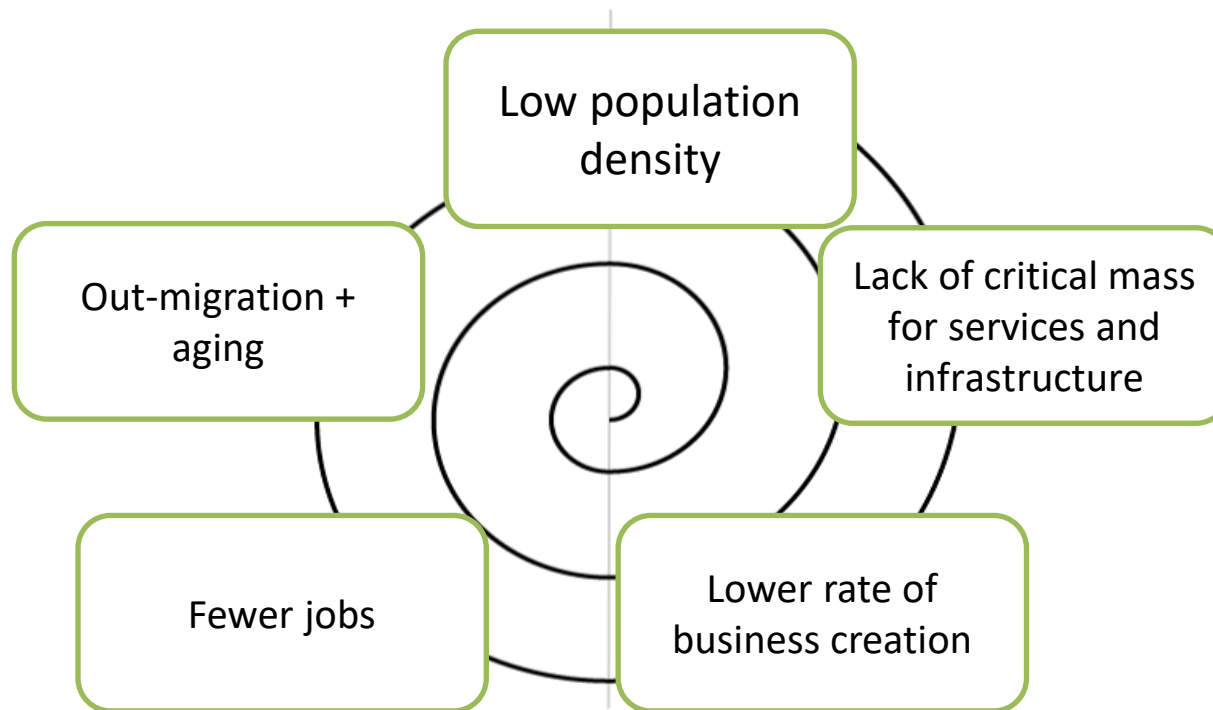 Low population
density
Lack of critical mass
for services and
infrastructure
Lower rate of
business creation
Fewer jobs
Out-migration +
aging